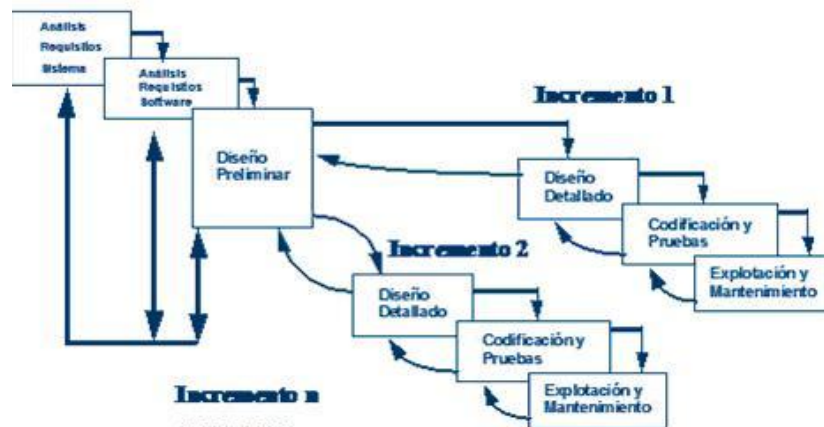 Análisis
Requisitos
Sistema
Análisis
Requisitos
Software
Diseño
Preliminar
Incremento 1
Diseño
Detallado
Codificación y
Pruebas
Explotación y
Mantenimiento
Incremento 2
Diseño
Detallado
Codificación y
Pruebas
Explotación y
Mantenimiento
Incremento n